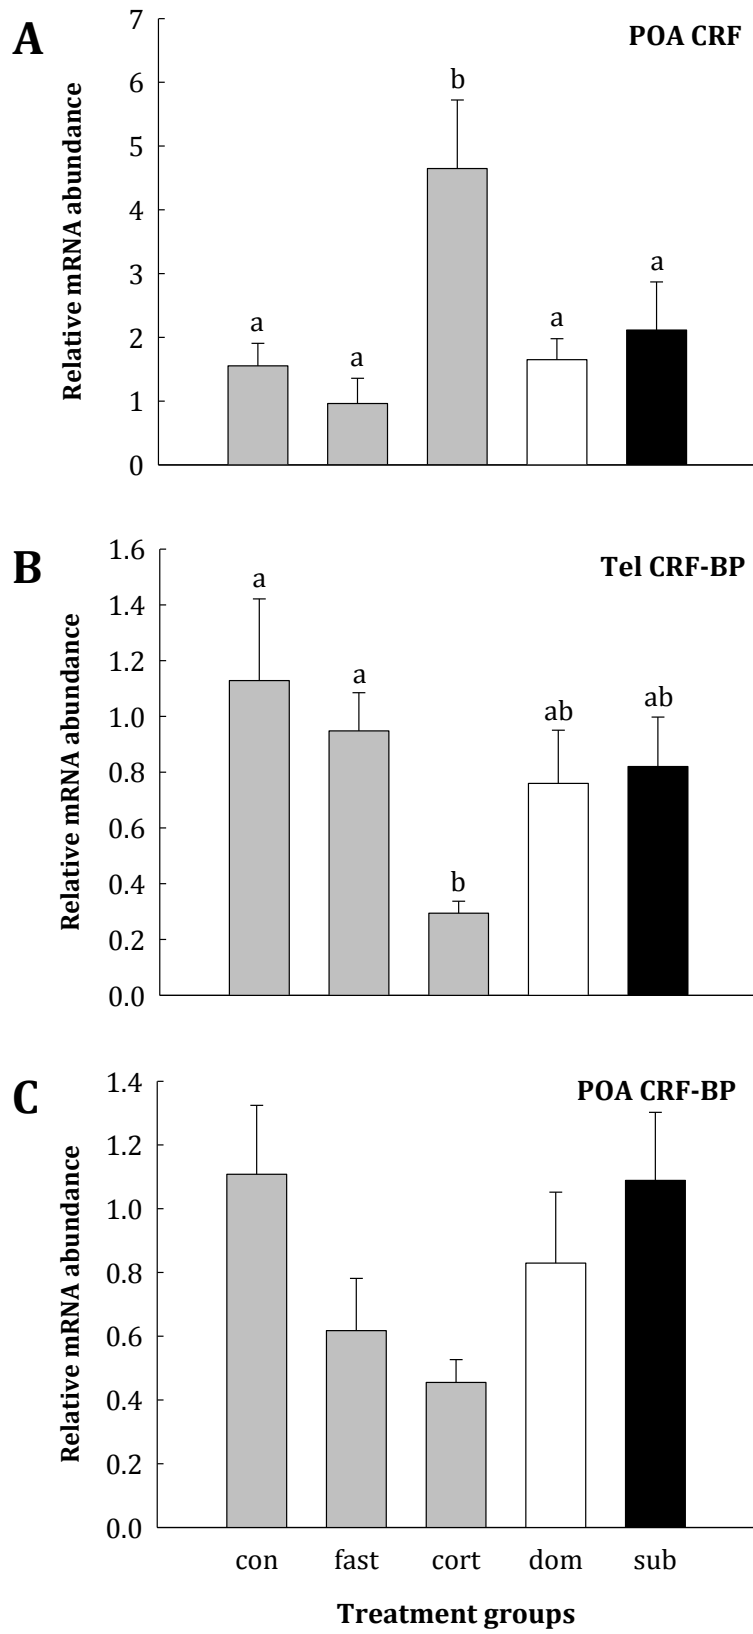 A
POA CRF
Relative mRNA abundance
7
6
5
4
3
2
1
0
a
a
b
a
a
B
Tel CRF-BP
Relative mRNA abundance
1.6
1.4
1.2
1.0
0.8
0.6
0.4
0.2
0.0
a
a
b
ab
ab
C
POA CRF-BP
Relative mRNA abundance
1.4
1.2
1.0
0.8
0.6
0.4
0.2
0.0
con fast cort dom sub
Treatment groups